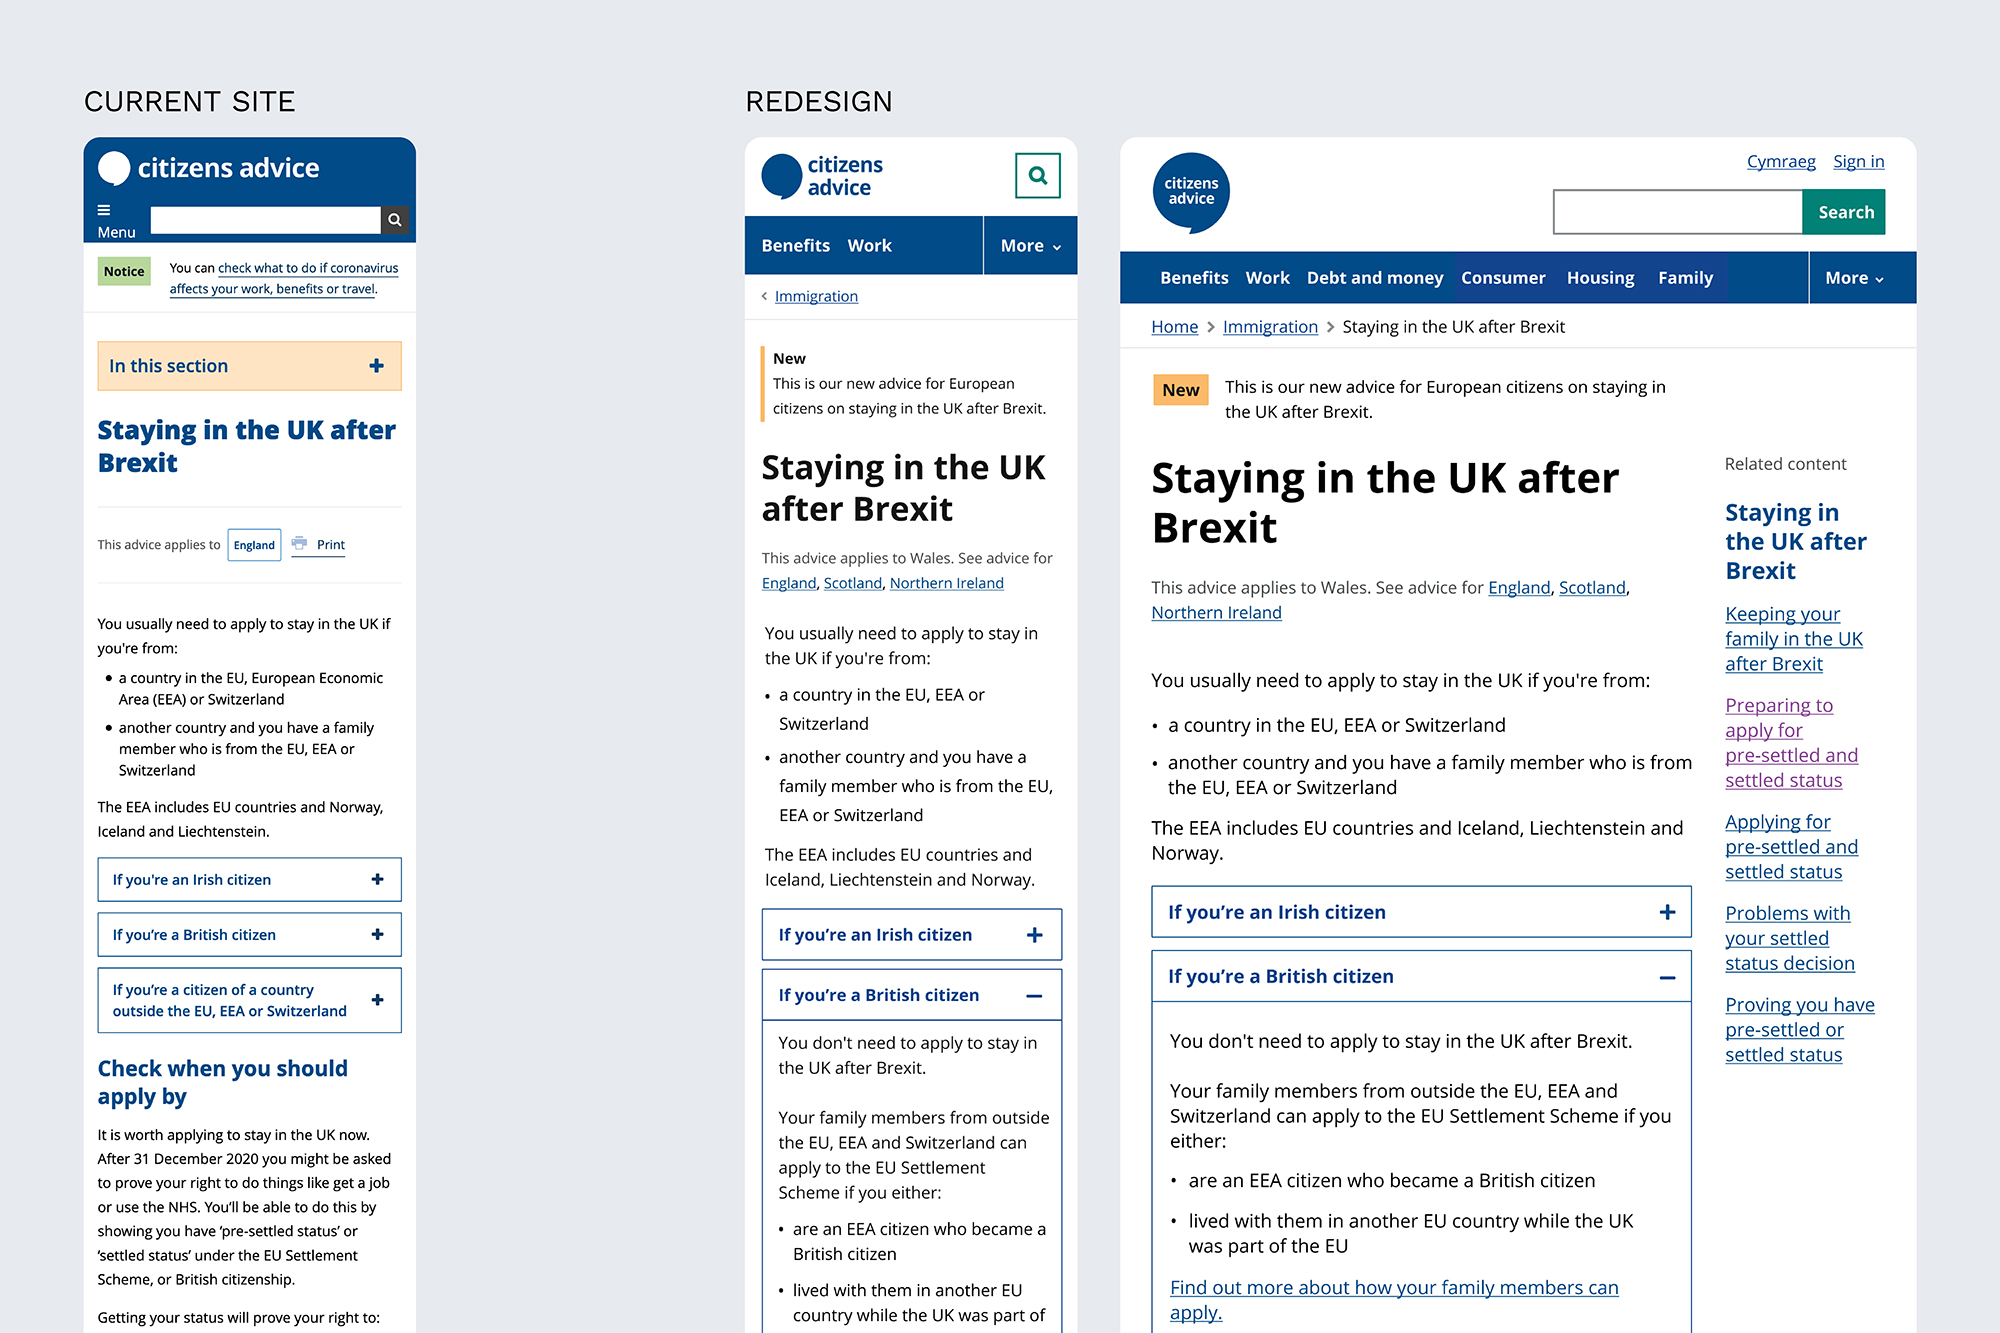 CURRENT SITE
citizens advice
Menu
Notice
You can check what to do if coronavirus
affects your work, benefits or travel.
In this section
Staying in the UK after
Brexit
This advice applies to England Print
You usually need to apply to stay in the UK if
you're from:
• a country in the EU, European Economic
Area (EEA) or Switzerland
• another country and you have a family
member who is from the EU, EEA or
Switzerland
The EEA includes EU countries and Norway,
Iceland and Liechtenstein.
If you're an Irish citizen
If you’re a British citizen
If you’re a citizen of a country
outside the EU, EEA or Switzerland
Check when you should
apply by
It is worth applying to stay in the UK now.
After 31 December 2020 you might be asked
to prove your right to do things like get a job
or use the NHS. You’ll be able to do this by
showing you have ‘pre-settled status’ or
‘settled status’ under the EU Settlement
Scheme, or British citizenship.
Getting your status will prove your right to:
REDESIGN
citizens
advice
Benefits Work More
Immigration
New
This is our new advice for European
citizens on staying in the UK after Brexit.
Staying in the UK
after Brexit
This advice applies to Wales. See advice for
England, Scotland, Northern Ireland
You usually need to apply to stay in
the UK if you're from:
• a country in the EU, EEA or
Switzerland
• another country and you have a
family member who is from the EU,
EEA or Switzerland
The EEA includes EU countries and
Iceland, Liechtenstein and Norway.
If you’re an Irish citizen
If you’re a British citizen
You don't need to apply to stay in
the UK after Brexit.
Your family members from outside
the EU, EEA and Switzerland can
apply to the EU Settlement
Scheme if you either:
• are an EEA citizen who became a
British citizen
• lived with them in another EU
country while the UK was part of
citizens
advice
Cymraeg Sign in
Search
Benefits Work Debt and money Consumer Housing Family More
Home Immigration Staying in the UK after Brexit
New
This is our new advice for European citizens on staying in
the UK after Brexit.
Staying in the UK after
Brexit
This advice applies to Wales. See advice for England, Scotland,
Northern Ireland
You usually need to apply to stay in the UK if you're from:
• a country in the EU, EEA or Switzerland
• another country and you have a family member who is from
the EU, EEA or Switzerland
The EEA includes EU countries and Iceland, Liechtenstein and
Norway.
If you’re an Irish citizen
If you’re a British citizen
You don't need to apply to stay in the UK after Brexit.
Your family members from outside the EU, EEA and
Switzerland can apply to the EU Settlement Scheme if you
either:
• are an EEA citizen who became a British citizen
• lived with them in another EU country while the UK
was part of the EU
Find out more about how your family members can
apply.
Related content
Staying in
the UK after
Brexit
Keeping your
family in the UK
after Brexit
Preparing to
apply for
pre-settled and
settled status
Applying for
pre-settled and
settled status
Problems with
your settled
status decision
Proving you have
pre-settled or
settled status